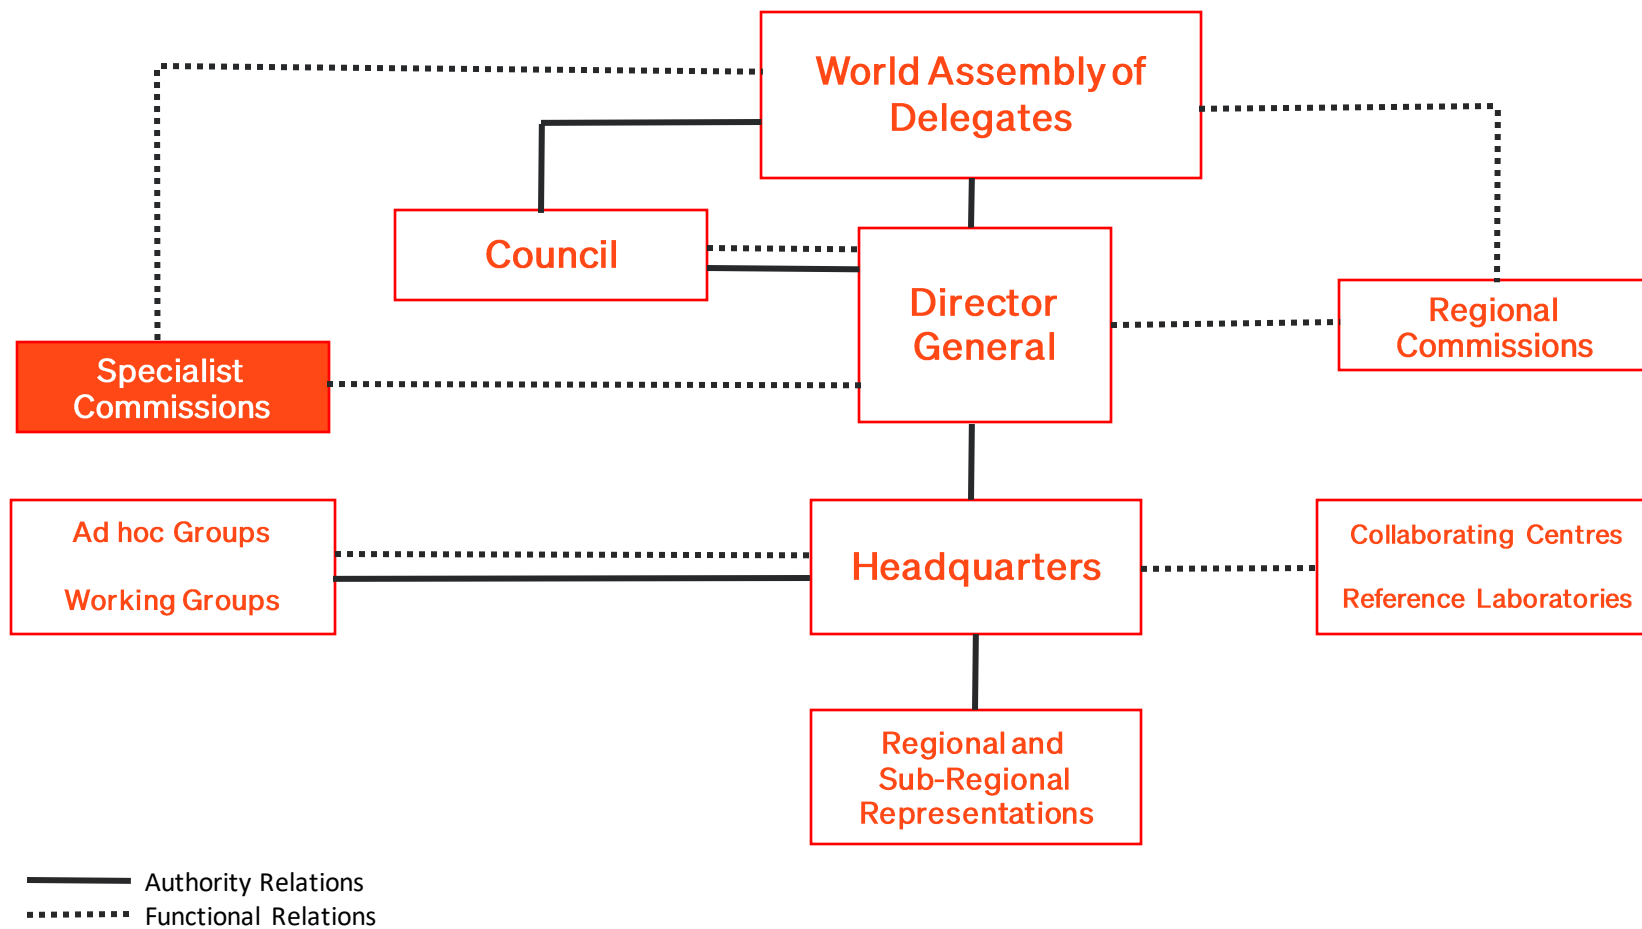 World Assembly of
Delegates
Council
Director
General
Regional
Commissions
Specialist
Commissions
Ad hoc Groups
Working Groups
Headquarters
Collaborating Centres
Reference Laboratories
Regional and
Sub-Regional
Representations
Authority Relations
Functional Relations